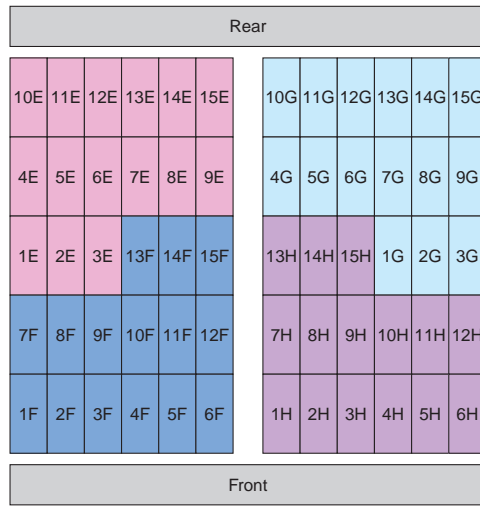 Rear
10E 11E 12E 13E 14E 15E 10G 11G 12G 13G 14G 15G
4E 5E 6E 7E 8E 9E 4G 5G 6G 7G 8G 9G
1E 2E 3E 13F 14F 15F 13H 14H 15H 1G 2G 3G
7F 8F 9F 10F 11F 12F 7H 8H 9H 10H 11H 12H
1F 2F 3F 4F 5F 6F 1H 2H 3H 4H 5H 6H
Front